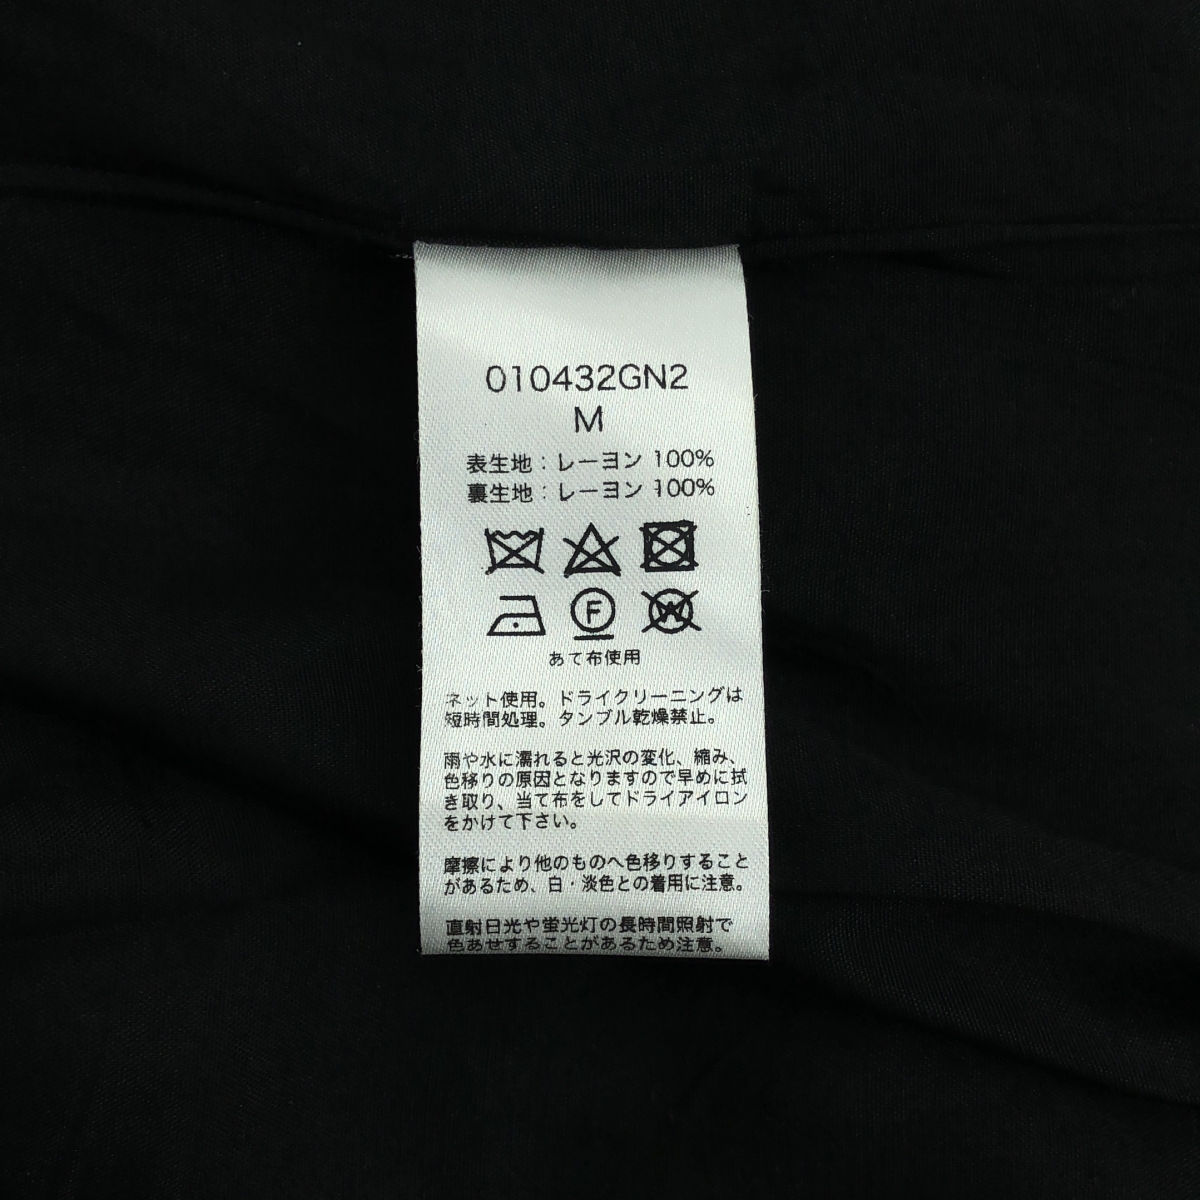 010432GN2
M
表生地：レーヨン 100%
裏生地：レーヨン 100%
F
W
あて布使用
ネット使用。ドライクリーニングは
短時間処理。タンブル乾燥禁止。
雨や水に濡れると光沢の変化、縮み、
色移りの原因となりますので早めに拭
き取り、当て布をしてドライアイロン
をかけて下さい。
摩擦により他のものへ色移りすること
があるため、白・淡色との着用に注意。
直射日光や蛍光灯の長時間照射で
色あせすることがあるため注意。